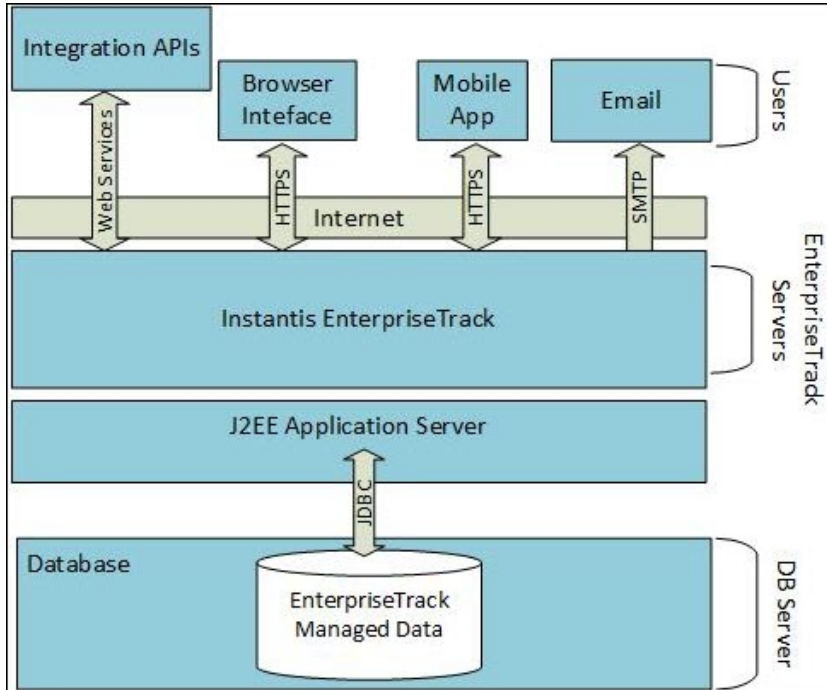 Integration APIs
Browser
Inteface
Mobile
App
Email
Users
Web Services
HTTPS
HTTPS
SMTP
Internet
Instantis EnterpriseTrack
EnterpriseTrack
Servers
J2EE Application Server
JDBC
Database
EnterpriseTrack
Managed Data
DB Server